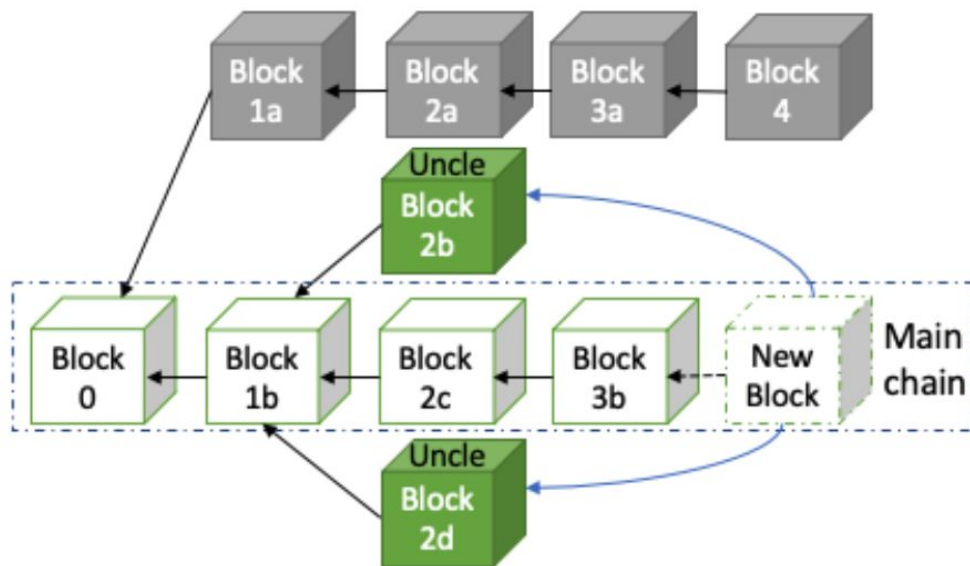 Block
1a
Block
2a
Block
3a
Block
4
Uncle
Block
2b
Block
0
Block
1b
Block
2c
Block
3b
New
Block
Main
chain
Uncle
Block
2d